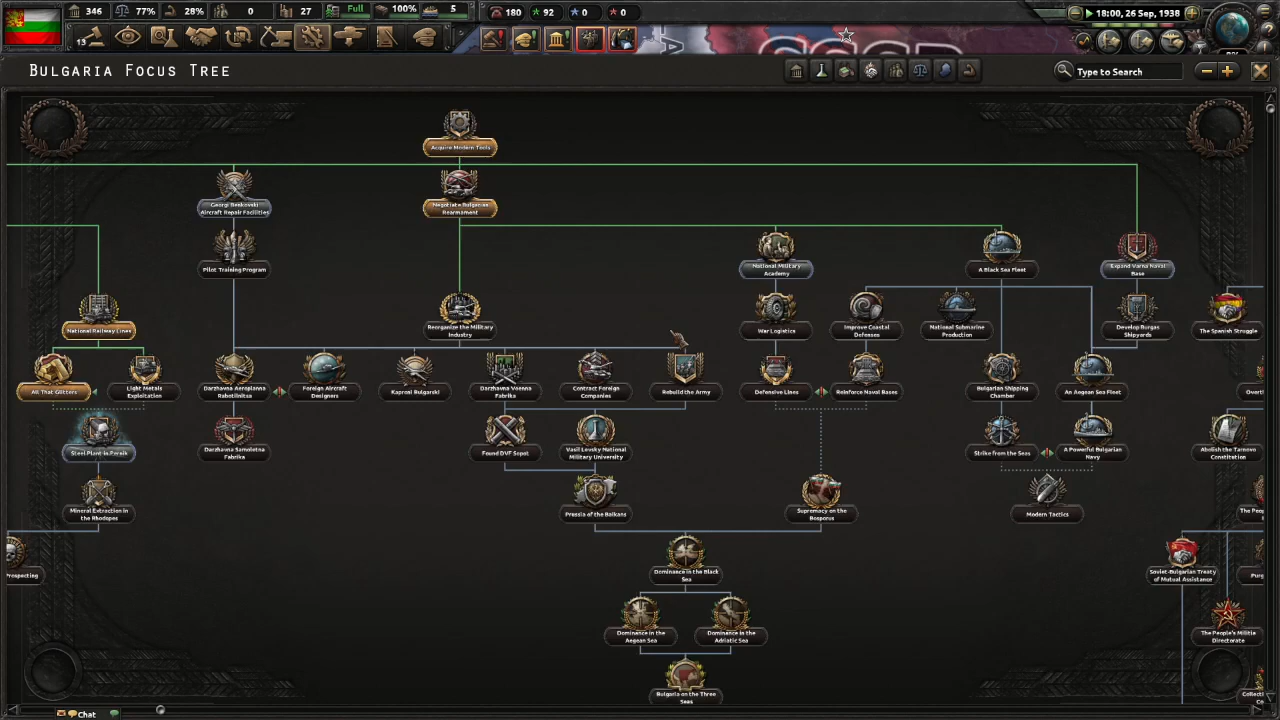 346 77% 28% 0 27 Full 100% 5 180 92 0 0 18:00, 26 Sep, 1938
13
Bulgaria Focus Tree
Type to Search
Acquire Modern Tools
Georgi Benkovski
Aircraft Repair Facilities
Negotiate Bulgarian
Rearmament
Pilot Training Program
National Military
Academy
A Black Sea Fleet
Expand Varna Naval
Base
National Railway Lines
Reorganize the Military
Industry
War Logistics
Improve Coastal
Defenses
National Submarine
Production
Develop Burgas
Shipyards
The Spanish Struggle
All That Glitters
Light Metals
Exploitation
Darzhavna Aeroplanna
Rabotilnitsa
Foreign Aircraft
Designers
Kaproni Bulgarski
Darzhavna Voenna
Fabrika
Contract Foreign
Companies
Rebuild the Army
Defensive Lines
Reinforce Naval Bases
Bulgarian Shipping
Chamber
An Aegean Sea Fleet
Steel Plant in Pernik
Darzhavna Samoletna
Fabrika
Found DVF Sopot
Vasil Levsky National
Military University
Strike from the Seas
A Powerful Bulgarian
Navy
Abolish the Tarnovo
Constitution
Mineral Extraction in
the Rhodopes
Prussia of the Balkans
Supremacy on the
Bosporus
Modern Tactics
Prospecting
Dominance in the Black
Sea
Soviet-Bulgarian Treaty
of Mutual Assistance
Dominance in the
Aegean Sea
Dominance in the
Adriatic Sea
The People's Militia
Directorate
Bulgaria on the Three
Seas
Chat